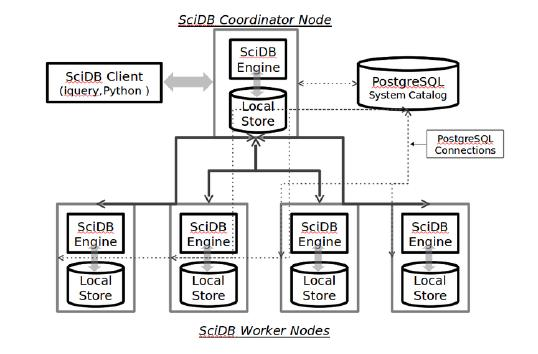 SciDB Coordinator Node
SciDB
Engine
SciDB Client
(iquery,Python )
PostgreSQL
System Catalog
Local
Store
PostgreSQL
Connections
SciDB
Engine
SciDB
Engine
SciDB
Engine
SciDB
Engine
Local
Store
Local
Store
Local
Store
Local
Store
SciDB Worker Nodes